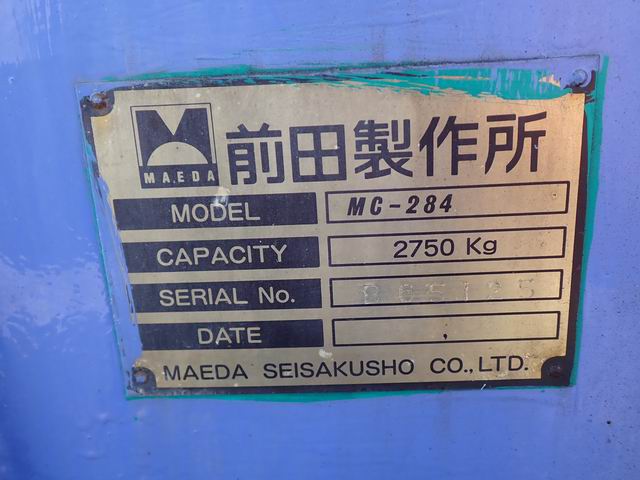 MAEDA
前田製作所
MODEL MC-284
CAPACITY 2750 Kg
SERIAL No.
DATE
MAEDA SEISAKUSHO CO.,LTD.